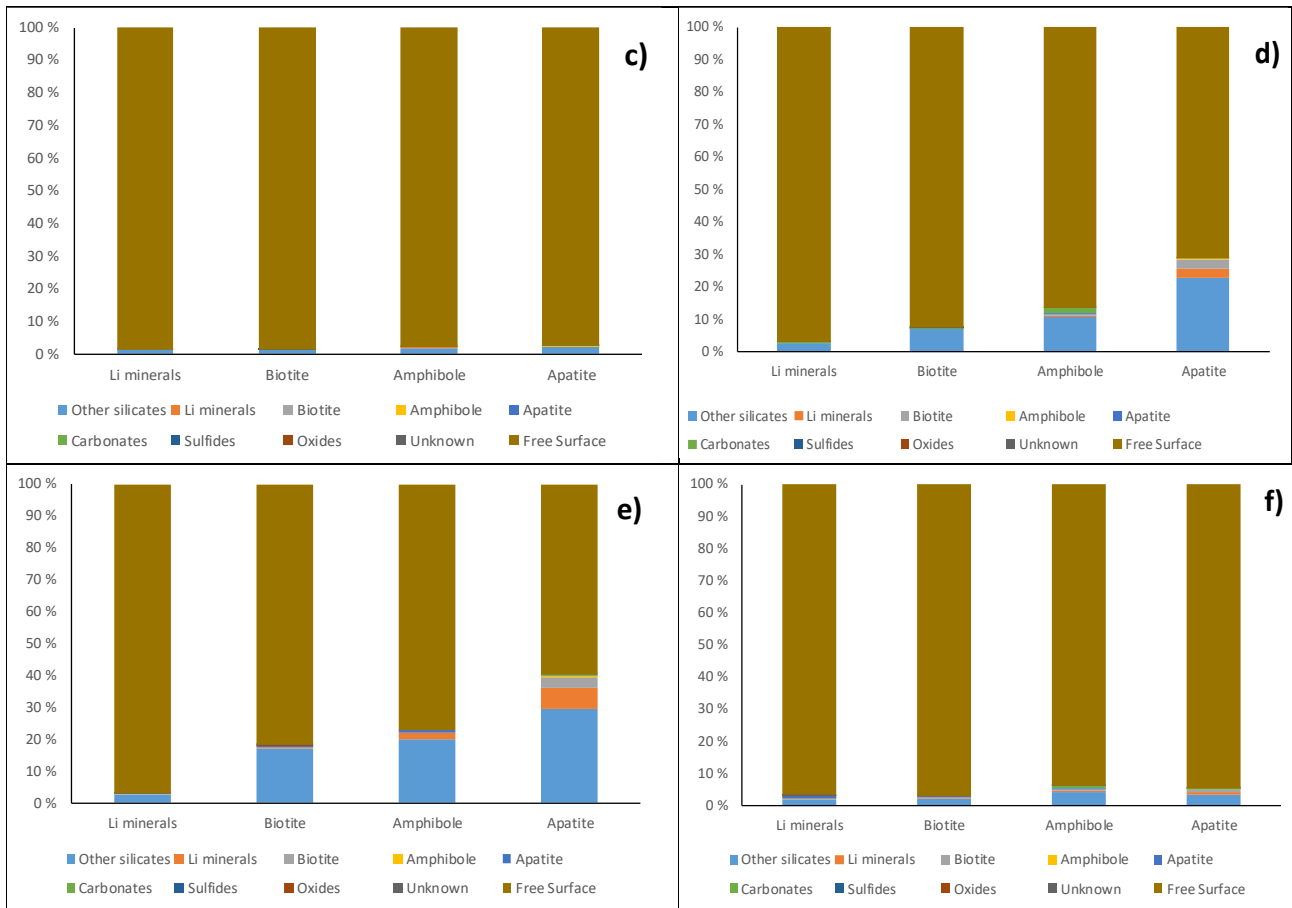 c)
100 %
90 %
80 %
70 %
60 %
50 %
40 %
30 %
20 %
10 %
0 %
Li minerals Biotite Amphibole Apatite
Other silicates Li minerals Biotite Amphibole Apatite
Carbonates Sulfides Oxides Unknown Free Surface
d)
100 %
90 %
80 %
70 %
60 %
50 %
40 %
30 %
20 %
10 %
0 %
Li minerals Biotite Amphibole Apatite
Other silicates Li minerals Biotite Amphibole Apatite
Carbonates Sulfides Oxides Unknown Free Surface
e)
100 %
90 %
80 %
70 %
60 %
50 %
40 %
30 %
20 %
10 %
0 %
Li minerals Biotite Amphibole Apatite
Other silicates Li minerals Biotite Amphibole Apatite
Carbonates Sulfides Oxides Unknown Free Surface
f)
100 %
90 %
80 %
70 %
60 %
50 %
40 %
30 %
20 %
10 %
0 %
Li minerals Biotite Amphibole Apatite
Other silicates Li minerals Biotite Amphibole Apatite
Carbonates Sulfides Oxides Unknown Free Surface